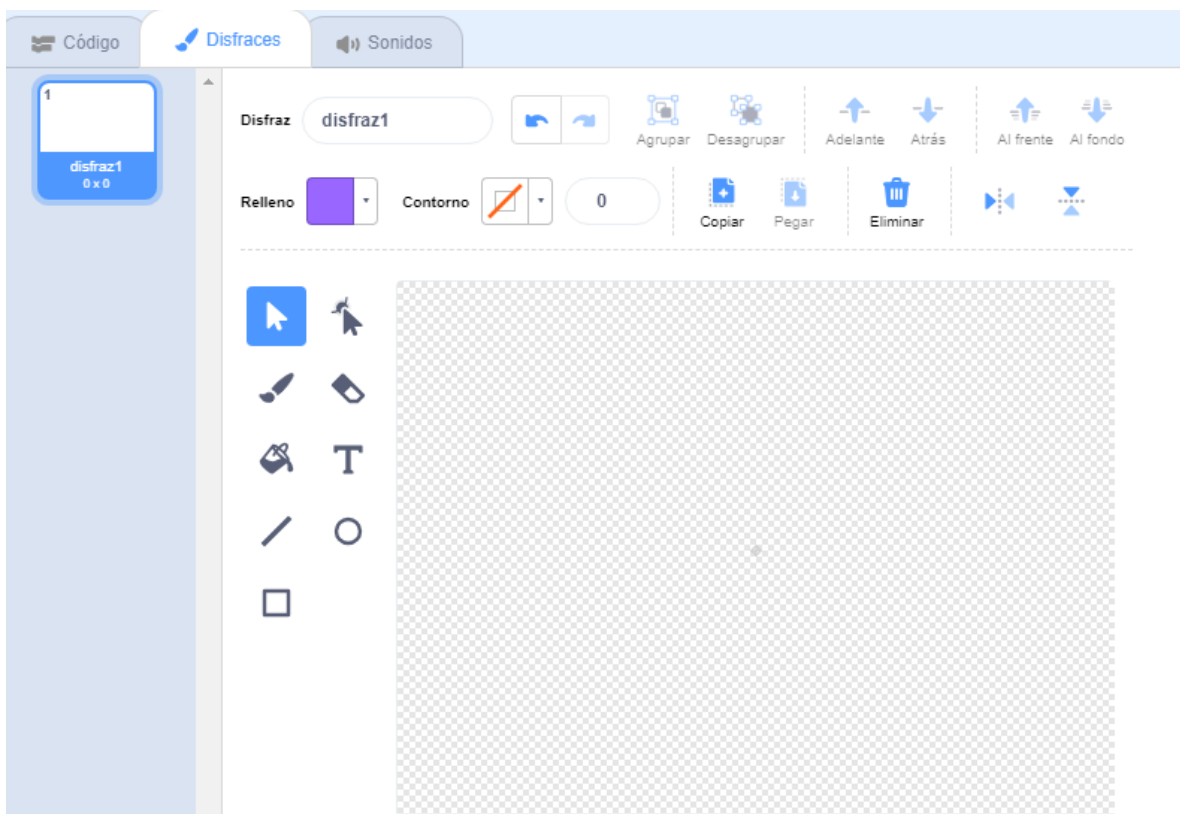 Código
Disfraces
Sonidos
1
disfraz1
0 x 0
Disfraz
disfraz1
Agrupar
Desagrupar
Adelante
Atrás
Al frente
Al fondo
Relleno
Contorno
0
Copiar
Pegar
Eliminar
T